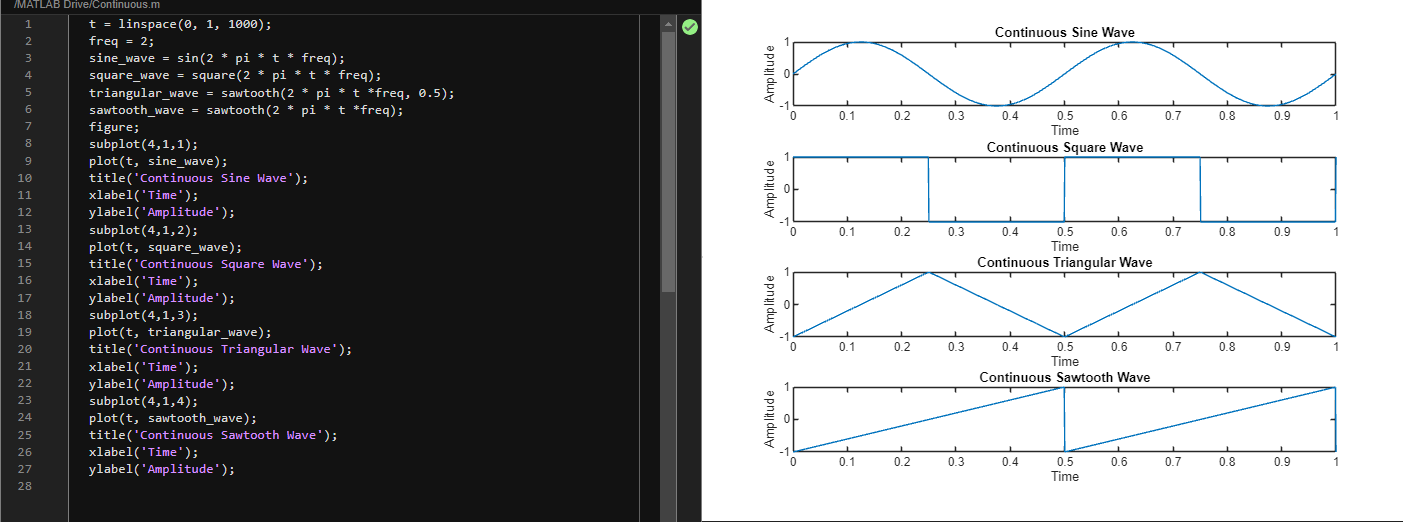 /MATLAB Drive/Continuous.m
1 t = linspace(0, 1, 1000);
2 freq = 2;
3 sine_wave = sin(2 * pi * t * freq);
4 square_wave = square(2 * pi * t * freq);
5 triangular_wave = sawtooth(2 * pi * t *freq, 0.5);
6 sawtooth_wave = sawtooth(2 * pi * t *freq);
7 figure;
8 subplot(4,1,1);
9 plot(t, sine_wave);
10 title('Continuous Sine Wave');
11 xlabel('Time');
12 ylabel('Amplitude');
13 subplot(4,1,2);
14 plot(t, square_wave);
15 title('Continuous Square Wave');
16 xlabel('Time');
17 ylabel('Amplitude');
18 subplot(4,1,3);
19 plot(t, triangular_wave);
20 title('Continuous Triangular Wave');
21 xlabel('Time');
22 ylabel('Amplitude');
23 subplot(4,1,4);
24 plot(t, sawtooth_wave);
25 title('Continuous Sawtooth Wave');
26 xlabel('Time');
27 ylabel('Amplitude');
28
Continuous Sine Wave
Amplitude
1
0
-1
0 0.1 0.2 0.3 0.4 0.5 0.6 0.7 0.8 0.9 1
Time
Continuous Square Wave
Amplitude
1
0
-1
0 0.1 0.2 0.3 0.4 0.5 0.6 0.7 0.8 0.9 1
Time
Continuous Triangular Wave
Amplitude
1
0
-1
0 0.1 0.2 0.3 0.4 0.5 0.6 0.7 0.8 0.9 1
Time
Continuous Sawtooth Wave
Amplitude
1
0
-1
0 0.1 0.2 0.3 0.4 0.5 0.6 0.7 0.8 0.9 1
Time